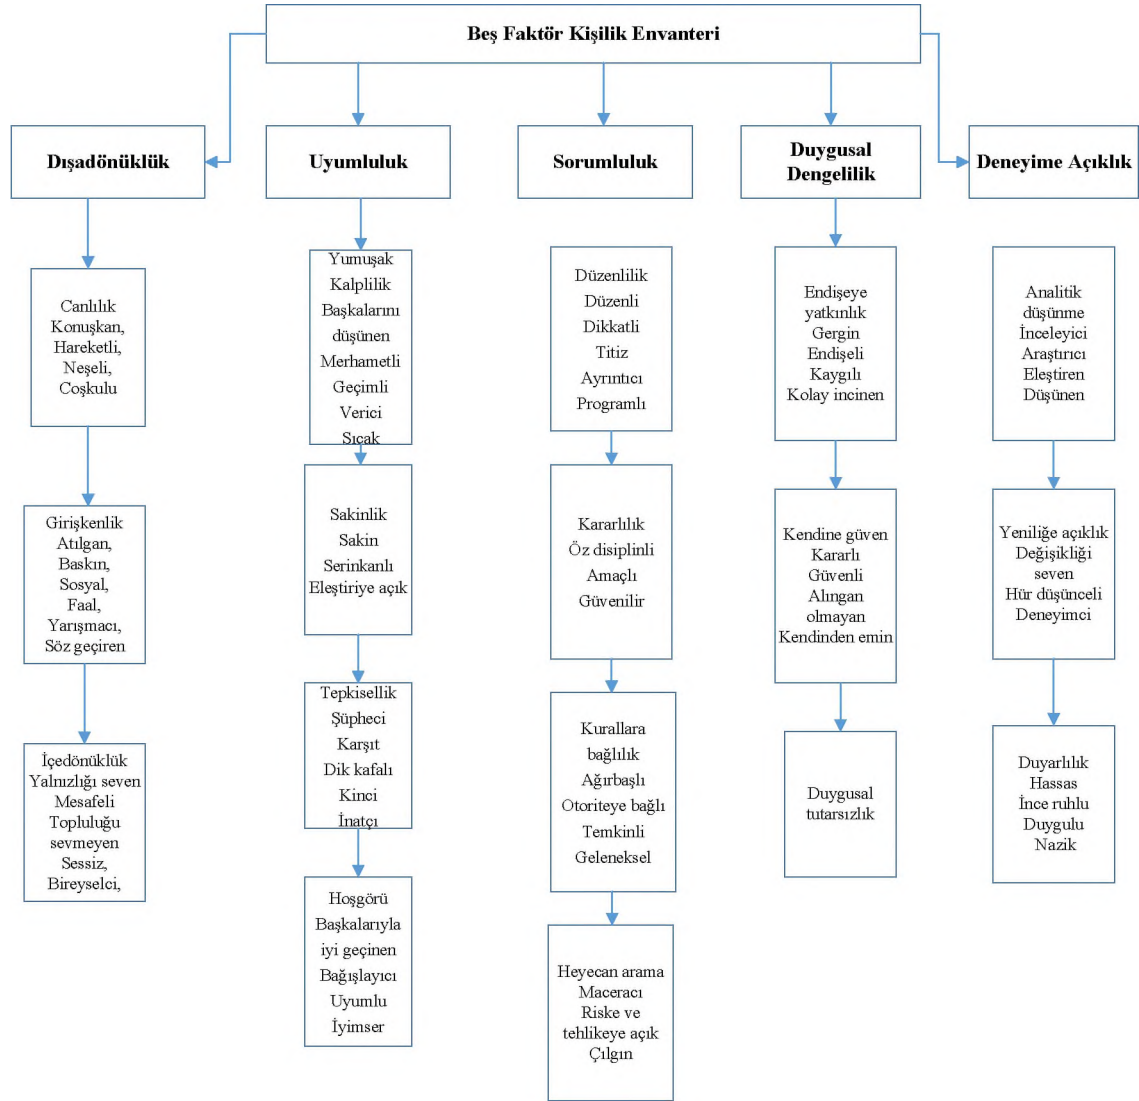 Beş Faktör Kişilik Envanteri
Dışadönüklük
Uyumluluk
Sorumluluk
Duygusal
Dengelilik
Deneyime Açıklık
Canlılık
Konuşkan,
Hareketli,
Neşeli,
Coşkulu
Girişkenlik
Atılgan,
Baskın,
Sosyal,
Faal,
Yarışmacı,
Söz geçiren
İçedönüklük
Yalnızlığı seven
Mesafeli
Topluluğu
sevmeyen
Sessiz,
Bireyselci,
Yumuşak
Kalplilik
Başkalarını
düşünen
Merhametli
Geçimli
Verici
Sıcak
Sakinlik
Sakin
Serinkanlı
Eleştiriye açık
Tepkisellik
Şüpheci
Karşıt
Dik kafalı
Kinci
İnatçı
Hoşgörü
Başkalarıyla
iyi geçinen
Bağışlayıcı
Uyumlu
İyimser
Düzenlilik
Düzenli
Dikkatli
Titiz
Ayrıntıcı
Programlı
Kararlılık
Öz disiplinli
Amaçlı
Güvenilir
Kurallara
bağlılık
Ağırbaşlı
Otoriteye bağlı
Temkinli
Geleneksel
Heyecan arama
Maceracı
Riske ve
tehlikeye açık
Çılgın
Endişeye
yatkınlık
Gergin
Endişeli
Kaygılı
Kolay incinen
Kendine güven
Kararlı
Güvenli
Alıngan
olmayan
Kendinden emin
Duygusal
tutarsızlık
Analitik
düşünme
İnceleyici
Araştırıcı
Eleştiren
Düşünen
Yeniliğe açıklık
Değişikliği
seven
Hür düşünceli
Deneyimci
Duyarlılık
Hassas
İnce ruhlu
Duygulu
Nazik